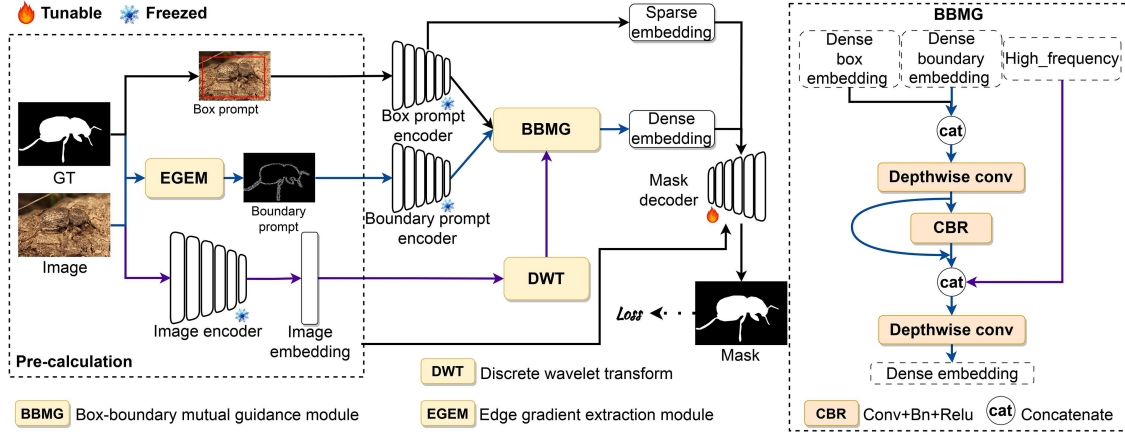 Tunable
Freezed
Box prompt
GT
EGEM
Boundary
prompt
Image
Image encoder
Image
embedding
Pre-calculation
Box prompt
encoder
Boundary prompt
encoder
BBMG
DWT
Sparse
embedding
Dense
embedding
Mask
decoder
Loss
Mask
DWT
Discrete wavelet transform
BBMG
Box-boundary mutual guidance module
EGEM
Edge gradient extraction module
BBMG
Dense
box
embedding
Dense
boundary
embedding
High_frequency
cat
Depthwise conv
CBR
cat
Depthwise conv
Dense embedding
CBR
Conv+Bn+Relu
cat
Concatenate